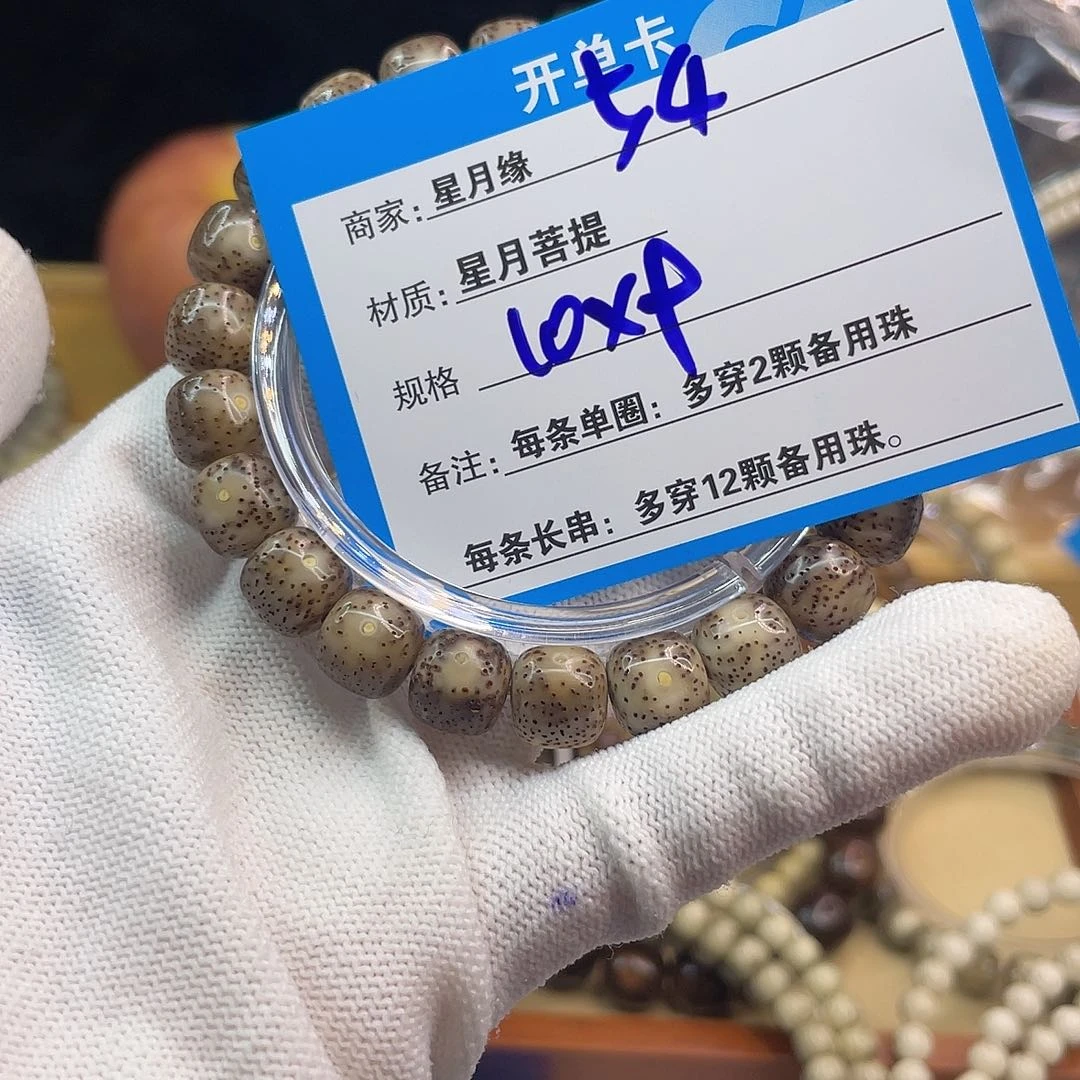 开单卡
54
商家：星月缘
材质：星月菩提
规格 10x9
备注：每条单圈：多穿2颗备用珠
每条长串：多穿12颗备用珠。